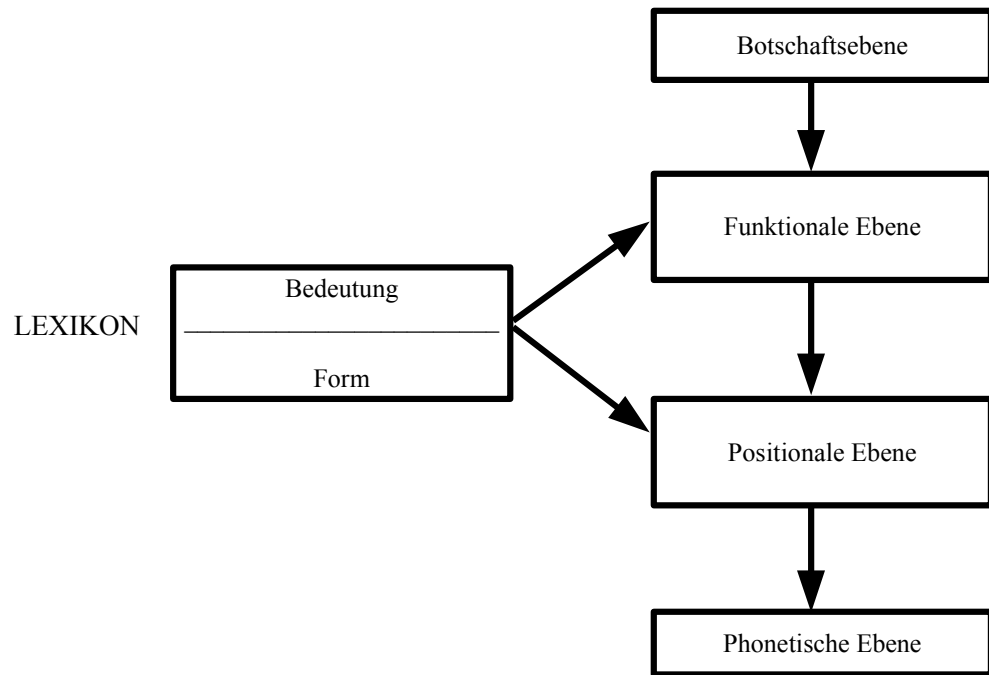 Botschaftsebene
Funktionale Ebene
Bedeutung
LEXIKON
Form
Positionale Ebene
Phonetische Ebene